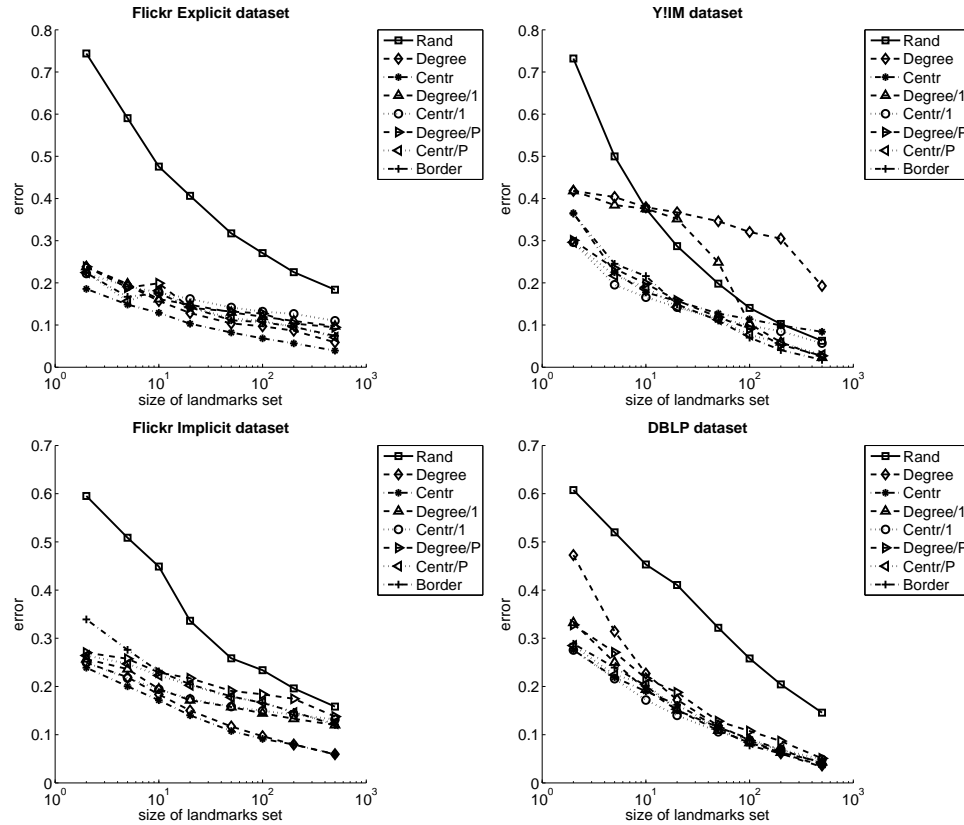 Flickr Explicit dataset
0.8
0.7
0.6
0.5
0.4
0.3
0.2
0.1
0
error
10^0
10^1
10^2
10^3
size of landmarks set
Rand
Degree
Centr
Degree/1
Centr/1
Degree/P
Centr/P
Border
Y!IM dataset
0.8
0.7
0.6
0.5
0.4
0.3
0.2
0.1
0
error
10^0
10^1
10^2
10^3
size of landmarks set
Rand
Degree
Centr
Degree/1
Centr/1
Degree/P
Centr/P
Border
Flickr Implicit dataset
0.7
0.6
0.5
0.4
0.3
0.2
0.1
0
error
10^0
10^1
10^2
10^3
size of landmarks set
Rand
Degree
Centr
Degree/1
Centr/1
Degree/P
Centr/P
Border
DBLP dataset
0.7
0.6
0.5
0.4
0.3
0.2
0.1
0
error
10^0
10^1
10^2
10^3
size of landmarks set
Rand
Degree
Centr
Degree/1
Centr/1
Degree/P
Centr/P
Border